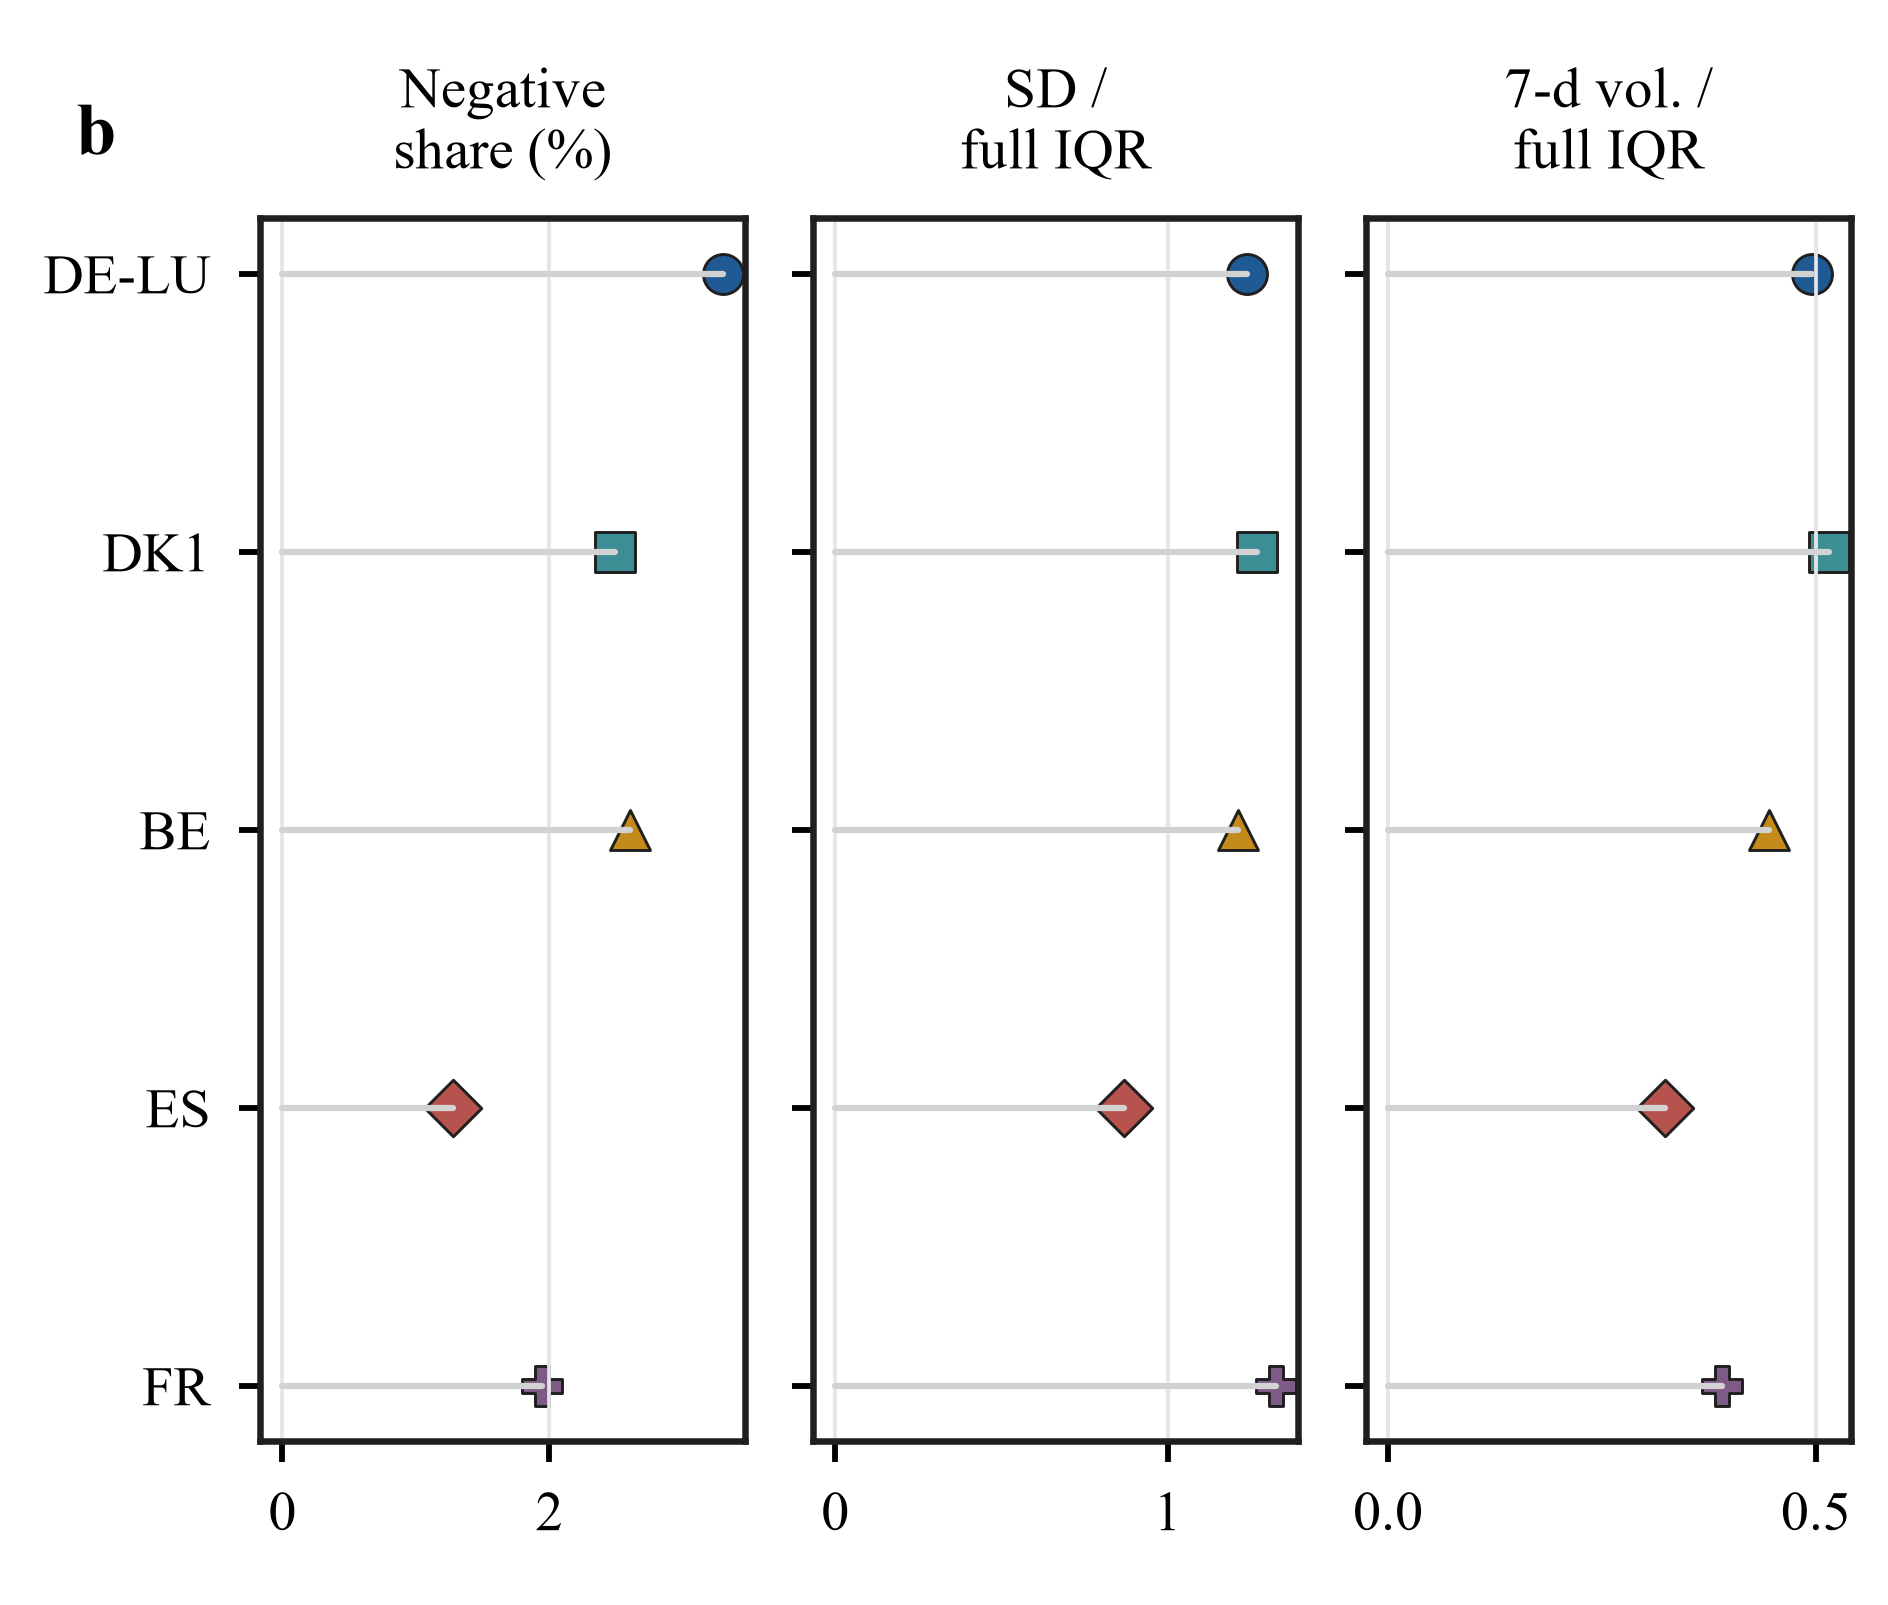 b
Negative
share (%)
SD /
full IQR
7-d vol. /
full IQR
DE-LU
DK1
BE
ES
FR
0 2
0 1
0.0 0.5